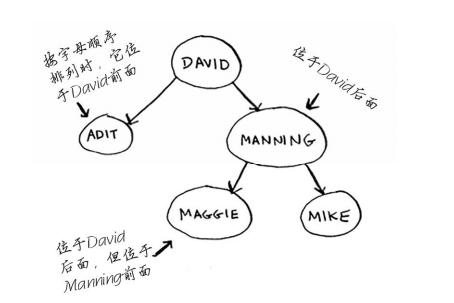 按字母顺序
排列时，它位
于David前面
DAVID
位于David后面
ADIT
MANNING
MAGGIE
MIKE
位于David
后面，但位于
Manning前面